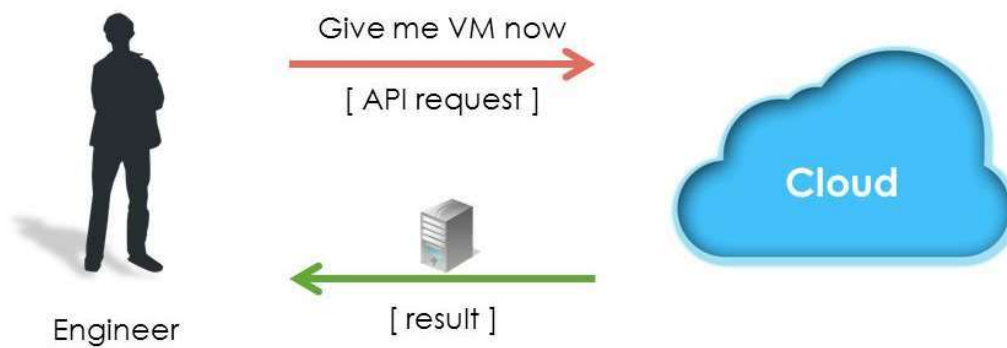 Give me VM now
[ API request ]
Cloud
[ result ]
Engineer